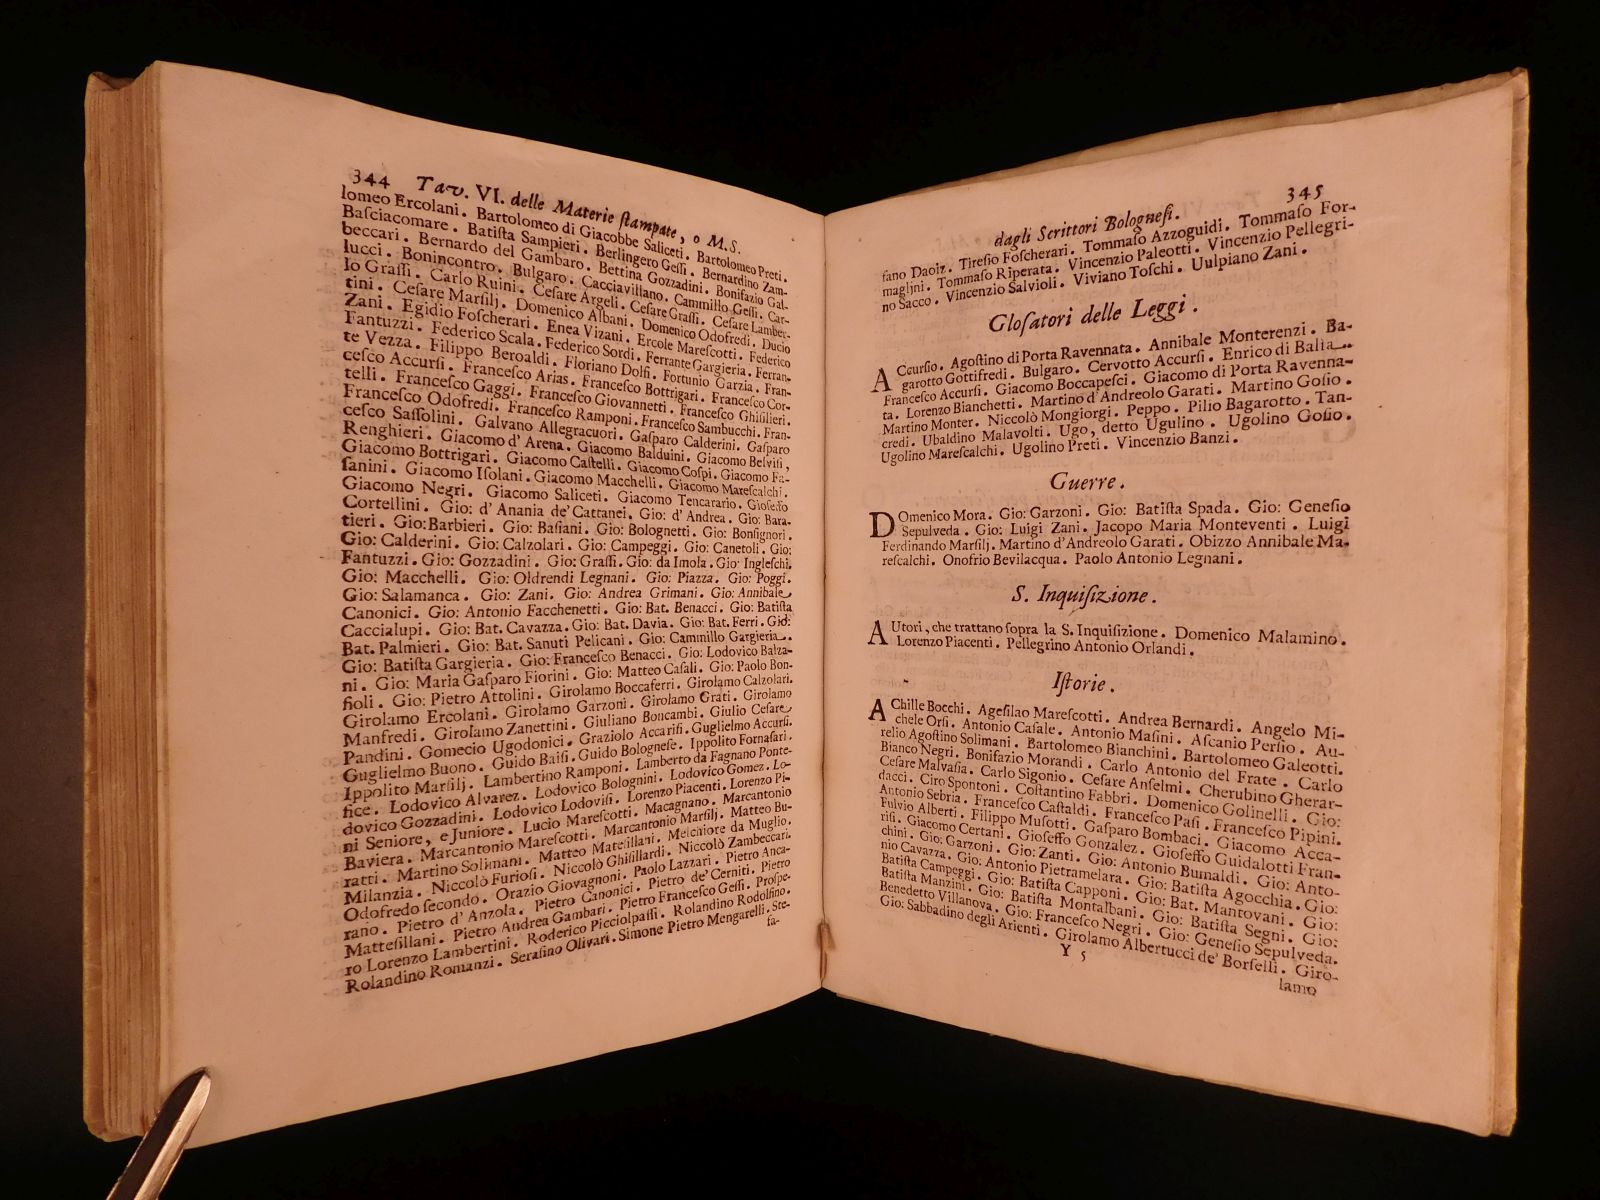 344 Tav. VI. delle Materie ſtampate, o M.S.
lomeo Ercolani. Bartolomeo di Giacobbe Saliceti. Bartolomeo Preti.
Baſciacomare. Batiſta Sampieri. Berlingero Geſſi. Bernardino Zam-
beccari. Bernardo del Gambaro. Bettina Gozzadini. Bonifazio Gal-
lucci. Bonincontro. Bulgaro. Cacciavillano. Cammillo Geſſi. Car-
lo Graſſi. Carlo Ruini. Ceſare Argeli. Ceſare Graſſi. Ceſare Lamber-
tini. Ceſare Marſilj. Domenico Albani. Domenico Odofredi. Ducio
Zani. Egidio Foſcherari. Enea Vizani. Ercole Mareſcotti. Federico
Fantuzzi. Federico Scala. Federico Sordi. Ferrante Gargieria. Ferran-
te Vezza. Filippo Beroaldi. Floriano Dolfi. Fortunio Garzia. Fran-
ceſco Accurſi. Franceſco Arias. Franceſco Bottrigari. Franceſco Cor-
telli. Franceſco Gaggi. Franceſco Giovannetti. Franceſco Ghiſilieri.
Franceſco Odofredi. Franceſco Ramponi. Franceſco Sambucchi. Fran-
ceſco Saſſolini. Galvano Allegracuori. Gaſparo Calderini. Gaſparo
Renghieri. Giacomo d'Arena. Giacomo Balduini. Giacomo Belviſi,
Giacomo Bottrigari. Giacomo Caſtelli. Giacomo Coſpi. Giacomo Fa-
ſanini. Giacomo Iſolani. Giacomo Macchelli. Giacomo Mareſcalchi.
Giacomo Negri. Giacomo Saliceti. Giacomo Tencarario. Gioſeffo
Cortellini. Gio: d'Anania de' Cattanei. Gio: d'Andrea. Gio: Bara-
tieri. Gio: Barbieri. Gio: Baſiani. Gio: Bolognetti. Gio: Bonſignori.
Gio: Calderini. Gio: Calzolari. Gio: Campeggi. Gio: Canetoli. Gio:
Fantuzzi. Gio: Gozzadini. Gio: Graſſi. Gio: da Imola. Gio: Ingleſchi.
Gio: Macchelli. Gio: Oldrendi Legnani. Gio: Piazza. Gio: Poggi.
Gio: Salamanca. Gio: Zani. Gio: Andrea Grimani. Gio: Annibale
Canonici. Gio: Antonio Facchenetti. Gio: Bat. Benacci. Gio: Batiſta
Caccialupi. Gio: Bat. Cavazza. Gio: Bat. Davia. Gio: Bat. Ferri. Gio:
Bat. Palmieri. Gio: Bat. Sanuti Pelicani. Gio: Cammillo Gargieria.
Gio: Batiſta Gargieria. Gio: Franceſco Benacci. Gio: Lodovico Balza-
ni. Gio: Maria Gaſparo Fiorini. Gio: Matteo Caſali. Gio: Paolo Bon-
fioli. Gio: Pietro Attolini. Girolamo Boccaferri. Girolamo Calzolari.
Girolamo Ercolani. Girolamo Garzoni. Girolamo Grati. Girolamo
Manfredi. Girolamo Zanettini. Giuliano Boncambi. Giulio Ceſare
Pandini. Gomecio Ugodonici. Graziolo Accariſi. Guglielmo Accurſi.
Guglielmo Buono. Guido Baiſi. Guido Bologneſe. Ippolito Fornaſari.
Ippolito Marſilj. Lambertino Ramponi. Lamberto da Fagnano Ponte-
fice. Lodovico Alvarez. Lodovico Bolognini. Lodovico Gomez. Lo-
dovico Gozzadini. Lodovico Lodoviſi. Lorenzo Piacenti. Lorenzo Pi-
ni Seniore, e Juniore. Lucio Mareſcotti. Macagnano. Marcantonio
Baviera. Marcantonio Mareſcotti. Marcantonio Marſilj. Matteo Bu-
ratti. Martino Solimani. Matteo Mateſillani. Melchiore da Muglio.
Milanzia. Niccolò Furioſi. Niccolò Ghiſillardi. Niccolò Zambeccari.
Odofredo ſecondo. Orazio Giovagnoni. Paolo Lazzari. Pietro Anca-
rano. Pietro d'Anzola. Pietro Canonici. Pietro de' Cerniti. Pietro
Matteſillani. Pietro Andrea Gambari. Pietro Franceſco Geſſi. Proſpe-
ro Lorenzo Lambertini. Roderico Picciolpaſſi. Rolandino Rodolfino.
Rolandino Romanzi. Serafino Olivari. Simone Pietro Mengarelli. Ste-
fa-
dagli Scrittori Bologneſi. 345
fano Daoiz. Tireſio Foſcherari. Tommaſo Azzoguidi. Tommaſo For-
maglini. Tommaſo Riperata. Vincenzio Paleotti. Vincenzio Pellegri-
no Sacco. Vincenzio Salvioli. Viviano Toſchi. Uulpiano Zani.
Gloſatori delle Leggi.
ACcurſio. Agoſtino di Porta Ravennata. Annibale Monterenzi. Ba-
garotto Gottifredi. Bulgaro. Cervotto Accurſi. Enrico di Baila.
Franceſco Accurſi. Giacomo Boccapeſci. Giacomo di Porta Ravenna-
ta. Lorenzo Bianchetti. Martino d'Andreolo Garati. Martino Goſio.
Martino Monter. Niccolò Mongiorgi. Peppo. Pilio Bagarotto. Tan-
credi. Ubaldino Malavolti. Ugo, detto Ugulino. Ugolino Goſio.
Ugolino Mareſcalchi. Ugolino Preti. Vincenzio Banzi.
Guerre.
DOmenico Mora. Gio: Garzoni. Gio: Batiſta Spada. Gio: Geneſio
Sepulveda. Gio: Luigi Zani. Jacopo Maria Monteventi. Luigi
Ferdinando Marſilj. Martino d'Andreolo Garati. Obizzo Annibale Ma-
reſcalchi. Onofrio Bevilacqua. Paolo Antonio Legnani.
S. Inquiſizione.
AUtori, che trattano ſopra la S. Inquiſizione. Domenico Malamino.
Lorenzo Piacenti. Pellegrino Antonio Orlandi.
Iſtorie.
AChille Bocchi. Ageſilao Mareſcotti. Andrea Bernardi. Angelo Mi-
chele Orſi. Antonio Caſale. Antonio Maſini. Aſcanio Perſio. Au-
relio Agoſtino Solimani. Bartolomeo Bianchini. Bartolomeo Galeotti.
Bianco Negri. Bonifazio Morandi. Carlo Antonio del Frate. Carlo
Ceſare Malvaſia. Carlo Sigonio. Ceſare Anſelmi. Cherubino Gherar-
dacci. Ciro Spontoni. Coſtantino Fabbri. Domenico Golinelli. Gio:
Antonio Sebria. Franceſco Caſtaldi. Franceſco Paſi. Franceſco Pipini.
Fulvio Alberti. Filippo Muſotti. Gaſparo Bombaci. Giacomo Acca-
riſi. Giacomo Certani. Gioſeffo Gonzalez. Gioſeffo Guidalotti Fran-
chini. Gio: Garzoni. Gio: Zanti. Gio: Antonio Bumaldi. Gio: Anto-
nio Cavazza. Gio: Antonio Pietramelara. Gio: Batiſta Agocchia. Gio:
Batiſta Campeggi. Gio: Batiſta Capponi. Gio: Bat. Mantovani. Gio:
Batiſta Manzini. Gio: Batiſta Montalbani. Gio: Batiſta Segni. Gio:
Benedetto Villanova. Gio: Franceſco Negri. Gio: Geneſio Sepulveda.
Gio: Sabbadino degli Arienti. Girolamo Albertucci de' Borſelli. Giro-
Y 5
lamo